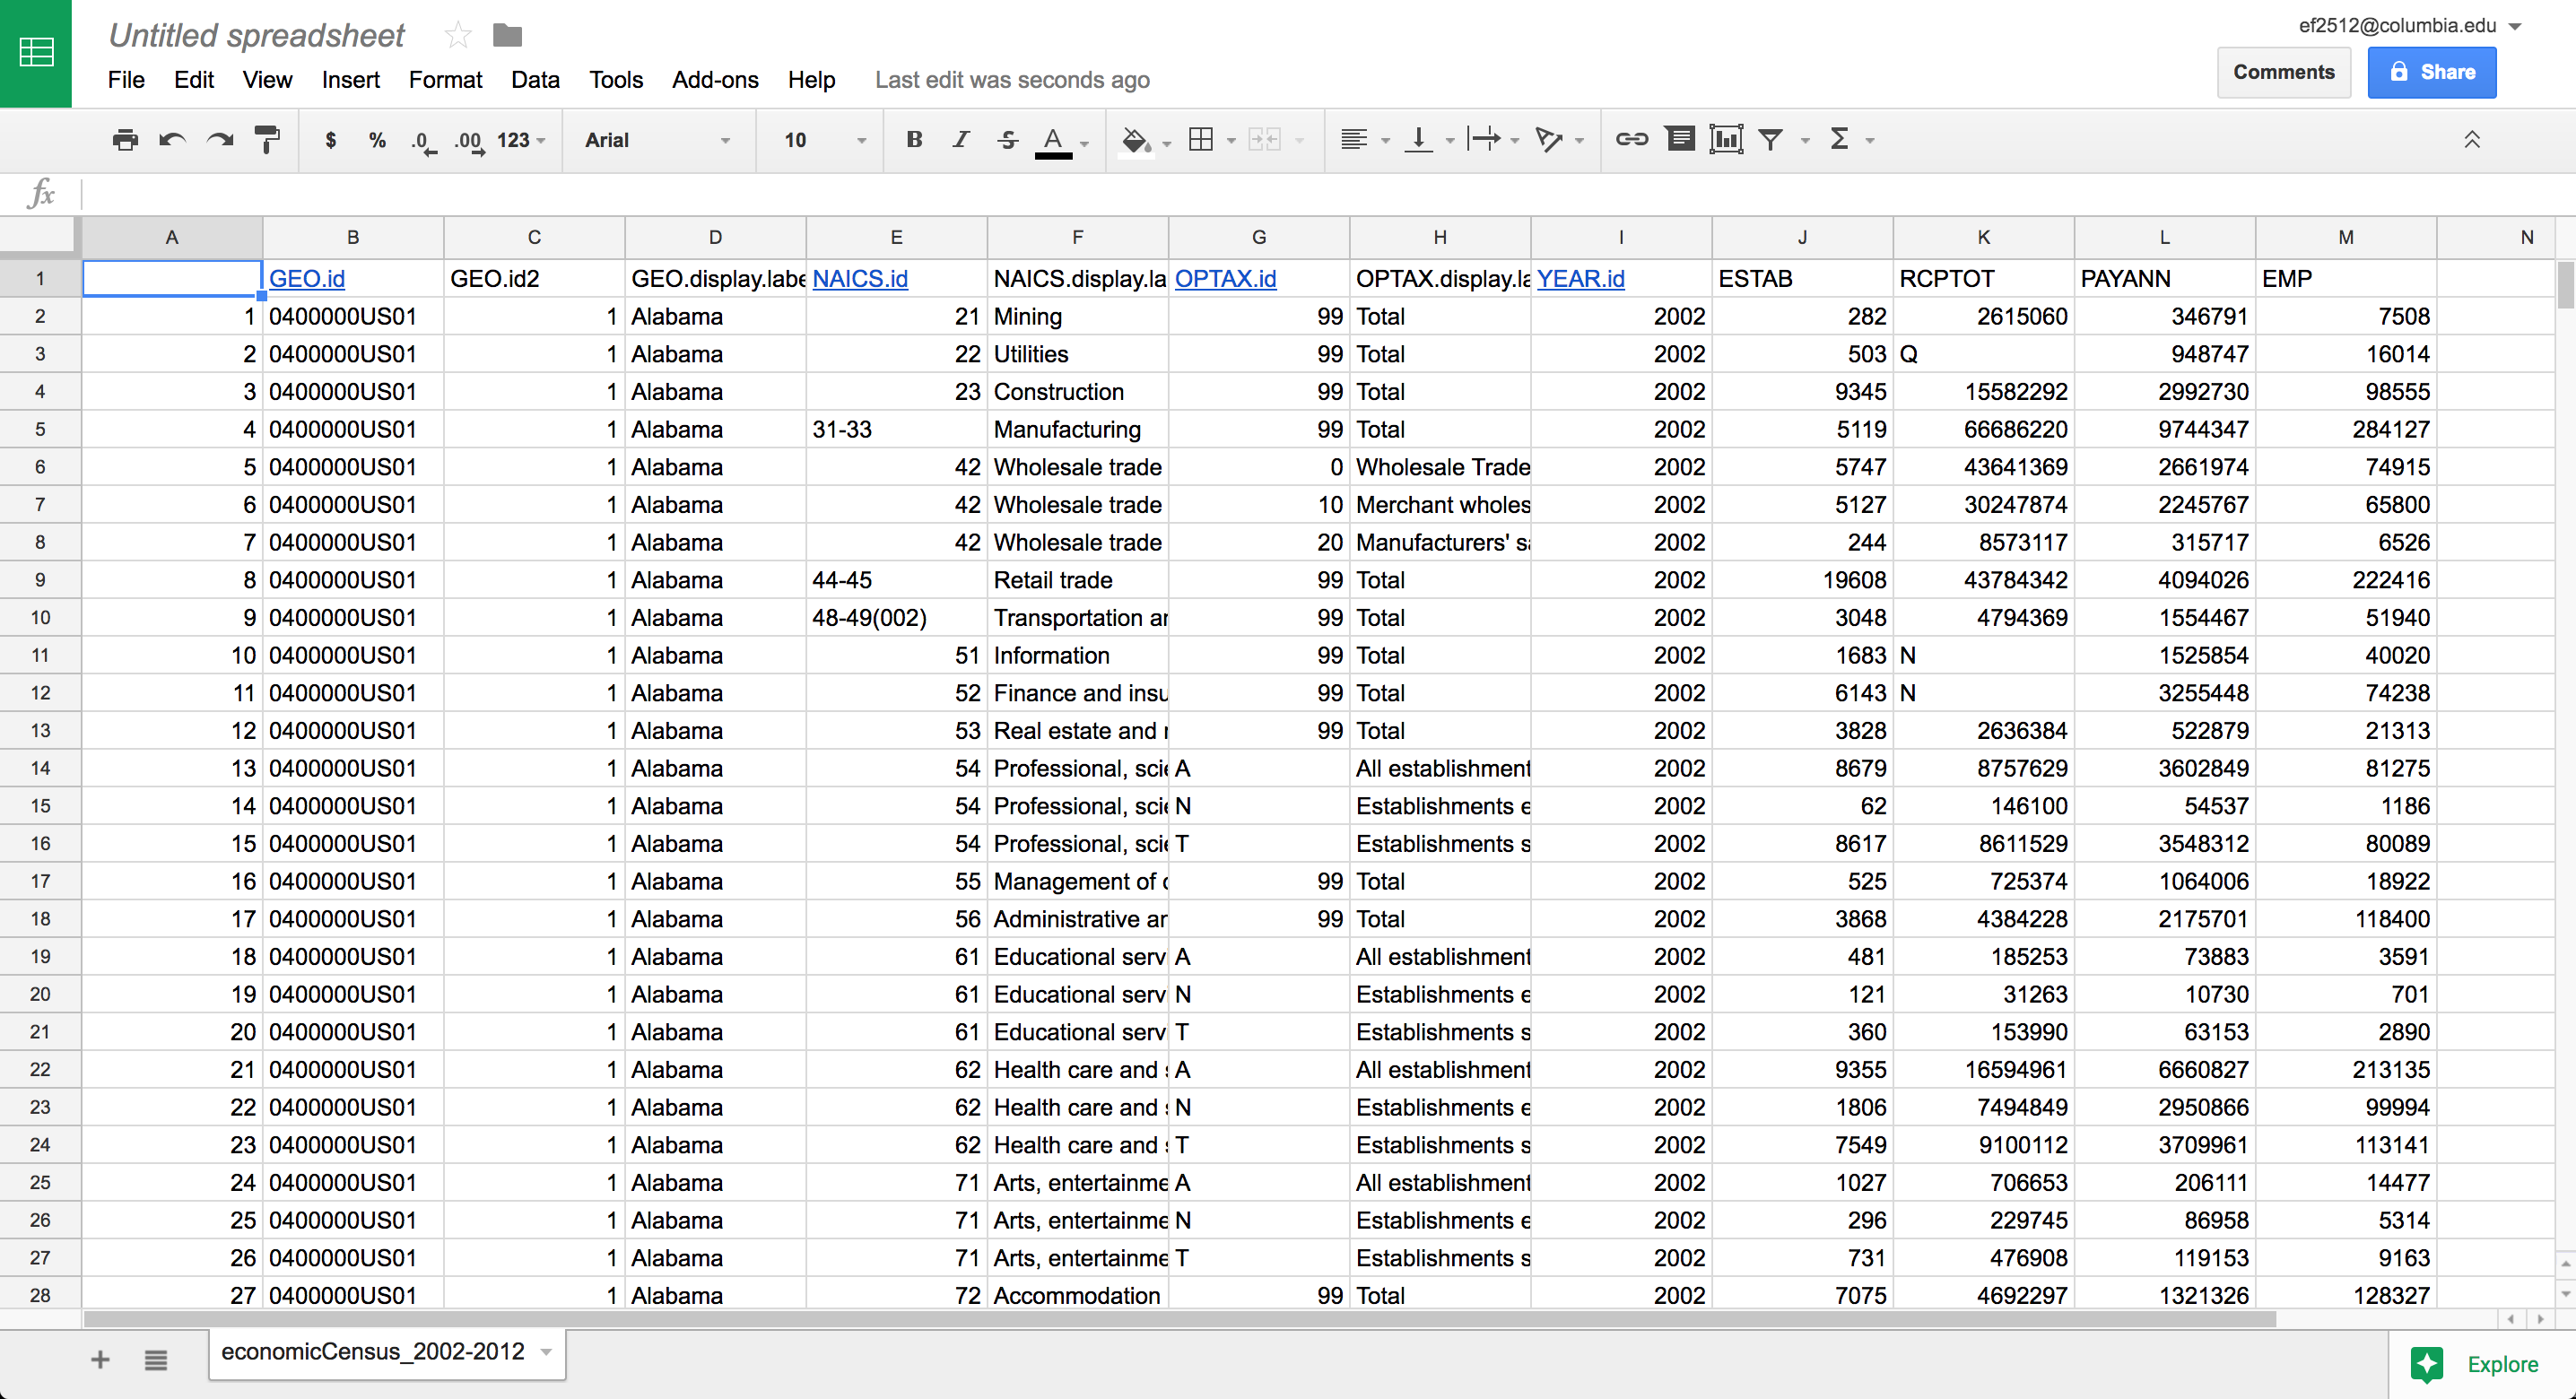 Untitled spreadsheet
ef2512@columbia.edu
File Edit View Insert Format Data Tools Add-ons Help Last edit was seconds ago
Comments Share
$ % .0 .00 123 Arial 10 B I S A Σ
fx
A B C D E F G H I J K L M N
1 GEO.id GEO.id2 GEO.display.labe NAICS.id NAICS.display.la OPTAX.id OPTAX.display.la YEAR.id ESTAB RCPTOT PAYANN EMP
2 1 0400000US01 1 Alabama 21 Mining 99 Total 2002 282 2615060 346791 7508
3 2 0400000US01 1 Alabama 22 Utilities 99 Total 2002 503 Q 948747 16014
4 3 0400000US01 1 Alabama 23 Construction 99 Total 2002 9345 15582292 2992730 98555
5 4 0400000US01 1 Alabama 31-33 Manufacturing 99 Total 2002 5119 66686220 9744347 284127
6 5 0400000US01 1 Alabama 42 Wholesale trade 0 Wholesale Trade 2002 5747 43641369 2661974 74915
7 6 0400000US01 1 Alabama 42 Wholesale trade 10 Merchant wholes 2002 5127 30247874 2245767 65800
8 7 0400000US01 1 Alabama 42 Wholesale trade 20 Manufacturers' sa 2002 244 8573117 315717 6526
9 8 0400000US01 1 Alabama 44-45 Retail trade 99 Total 2002 19608 43784342 4094026 222416
10 9 0400000US01 1 Alabama 48-49(002) Transportation ar 99 Total 2002 3048 4794369 1554467 51940
11 10 0400000US01 1 Alabama 51 Information 99 Total 2002 1683 N 1525854 40020
12 11 0400000US01 1 Alabama 52 Finance and insu 99 Total 2002 6143 N 3255448 74238
13 12 0400000US01 1 Alabama 53 Real estate and r 99 Total 2002 3828 2636384 522879 21313
14 13 0400000US01 1 Alabama 54 Professional, scie A All establishment 2002 8679 8757629 3602849 81275
15 14 0400000US01 1 Alabama 54 Professional, scie N Establishments e 2002 62 146100 54537 1186
16 15 0400000US01 1 Alabama 54 Professional, scie T Establishments s 2002 8617 8611529 3548312 80089
17 16 0400000US01 1 Alabama 55 Management of c 99 Total 2002 525 725374 1064006 18922
18 17 0400000US01 1 Alabama 56 Administrative ar 99 Total 2002 3868 4384228 2175701 118400
19 18 0400000US01 1 Alabama 61 Educational serv A All establishment 2002 481 185253 73883 3591
20 19 0400000US01 1 Alabama 61 Educational serv N Establishments e 2002 121 31263 10730 701
21 20 0400000US01 1 Alabama 61 Educational serv T Establishments s 2002 360 153990 63153 2890
22 21 0400000US01 1 Alabama 62 Health care and s A All establishment 2002 9355 16594961 6660827 213135
23 22 0400000US01 1 Alabama 62 Health care and s N Establishments e 2002 1806 7494849 2950866 99994
24 23 0400000US01 1 Alabama 62 Health care and s T Establishments s 2002 7549 9100112 3709961 113141
25 24 0400000US01 1 Alabama 71 Arts, entertainme A All establishment 2002 1027 706653 206111 14477
26 25 0400000US01 1 Alabama 71 Arts, entertainme N Establishments e 2002 296 229745 86958 5314
27 26 0400000US01 1 Alabama 71 Arts, entertainme T Establishments s 2002 731 476908 119153 9163
28 27 0400000US01 1 Alabama 72 Accommodation 99 Total 2002 7075 4692297 1321326 128327
economicCensus_2002-2012 Explore